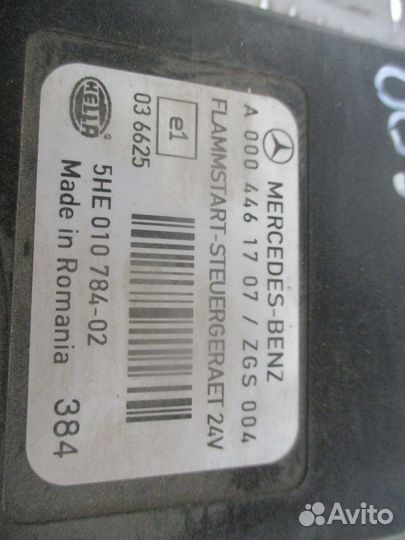 MERCEDES-BENZ
A 000 446 17 07 / ZGS 004
FLAMMSTART-STEUERGERAET 24V
e1
03 6625
HELLA
5HE 010 784-02
Made in Romania
384
Avito